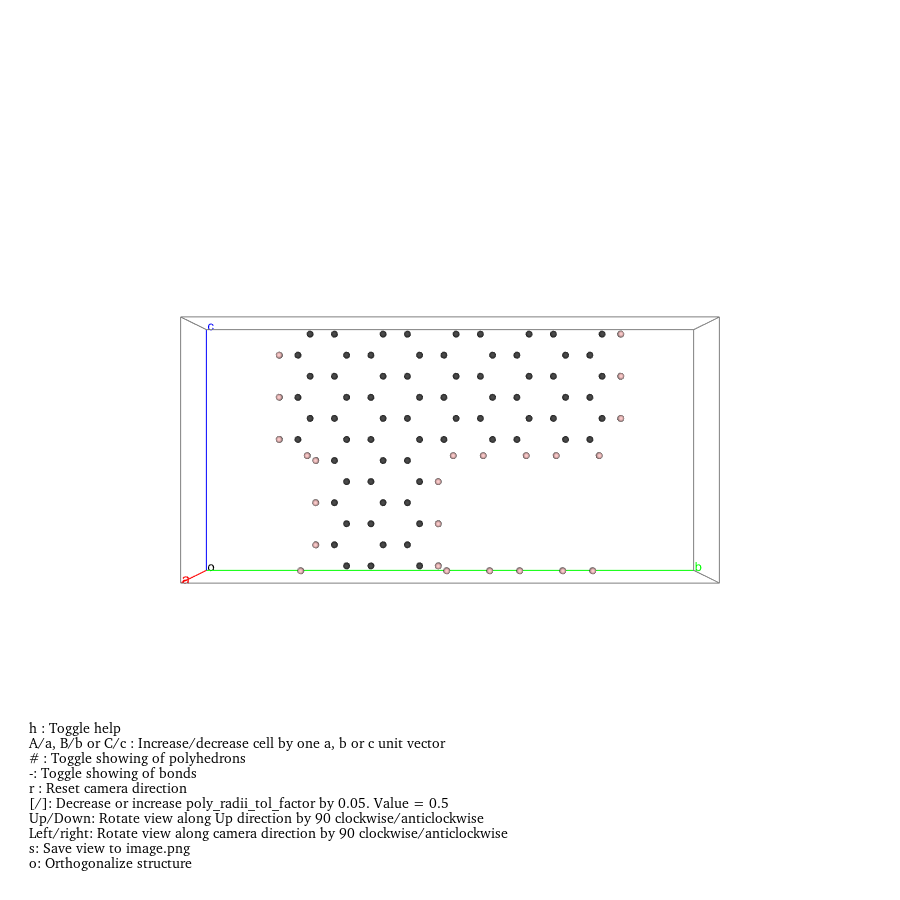 c
o
b
a
h : Toggle help
A/a, B/b or C/c : Increase/decrease cell by one a, b or c unit vector
# : Toggle showing of polyhedrons
-: Toggle showing of bonds
r : Reset camera direction
[/]: Decrease or increase poly_radii_tol_factor by 0.05. Value = 0.5
Up/Down: Rotate view along Up direction by 90 clockwise/anticlockwise
Left/right: Rotate view along camera direction by 90 clockwise/anticlockwise
s: Save view to image.png
o: Orthogonalize structure